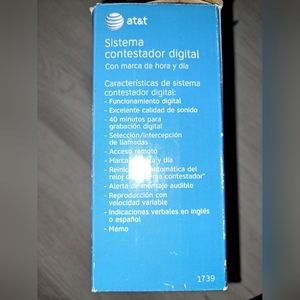 at&t
Sistema
contestador digital
Con marca de hora y día
Características de sistema
contestador digital:
- Funcionamiento digital
- Excelente calidad de sonido
- 40 minutos para
grabación digital
- Selección/intercepción
de llamadas
- Acceso remoto
- Marca hora y día
- automática del
reloj contestador*
- Alerta de mensaje audible
- Reproducción con
velocidad variable
- Indicaciones verbales en inglés
o español
- Memo
1739